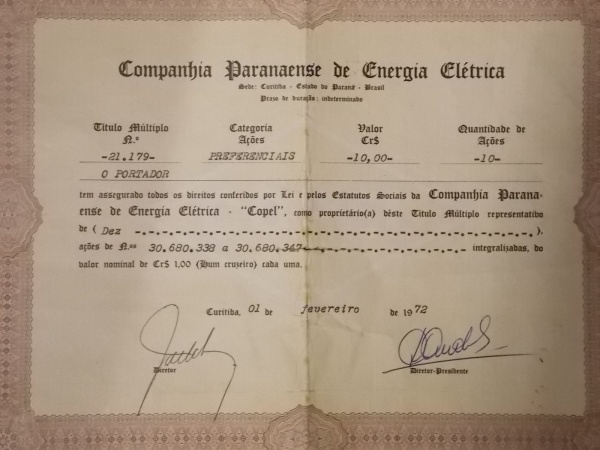 Companhia Paranaense de Energia Elétrica
Sede: Curitiba - Estado do Paraná - Brasil
Prazo de duração: indeterminado
Título Múltiplo N.º Categoria Ações Valor Cr$ Quantidade de Ações
-21.179- PREFERENCIAIS -10,00- -10-
O PORTADOR
tem assegurado todos os direitos conferidos por Lei e pelos Estatutos Sociais da Companhia Parana-
ense de Energia Elétrica - "Copel", como proprietário(a) dêste Título Múltiplo representativo
de ( Dez -.-.-.-.-.-.-.-.-.-.-.-.-.-.-.-.-.-.-.-.-.-.-.-.-.-.-.-.-. ),
ações de N.ºs 30.680.338 a 30.680.347-.-.-.-.-.-.-.-.-.-.-.-.- integralizadas, do
valor nominal de Cr$ 1,00 (Hum cruzeiro) cada uma.
Curitiba, 01 de fevereiro de 1972
Diretor Diretor-Presidente